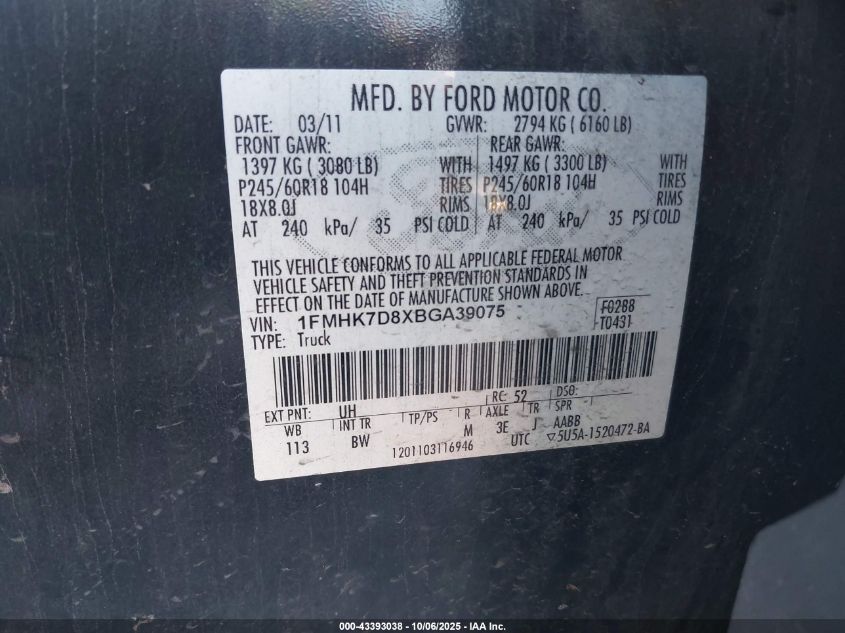 MFD. BY FORD MOTOR CO.
DATE: 03/11 GVWR: 2794 KG ( 6160 LB)
FRONT GAWR: REAR GAWR:
1397 KG ( 3080 LB) WITH 1497 KG ( 3300 LB) WITH
P245/60R18 104H TIRES P245/60R18 104H TIRES
18X8.0J RIMS 18X8.0J RIMS
AT 240 kPa/ 35 PSI COLD AT 240 kPa/ 35 PSI COLD
THIS VEHICLE CONFORMS TO ALL APPLICABLE FEDERAL MOTOR
VEHICLE SAFETY AND THEFT PREVENTION STANDARDS IN
EFFECT ON THE DATE OF MANUFACTURE SHOWN ABOVE.
VIN: 1FMHK7D8XBGA39075 F0288
TYPE: Truck T0431
EXT PNT: UH RC: 52 DSO:
WB INT TR TP/PS R AXLE TR SPR
113 BW M 3E J AABB
1201103116946 UTC ▽5U5A-1520472-BA
000-43393038 - 10/06/2025 - IAA Inc.